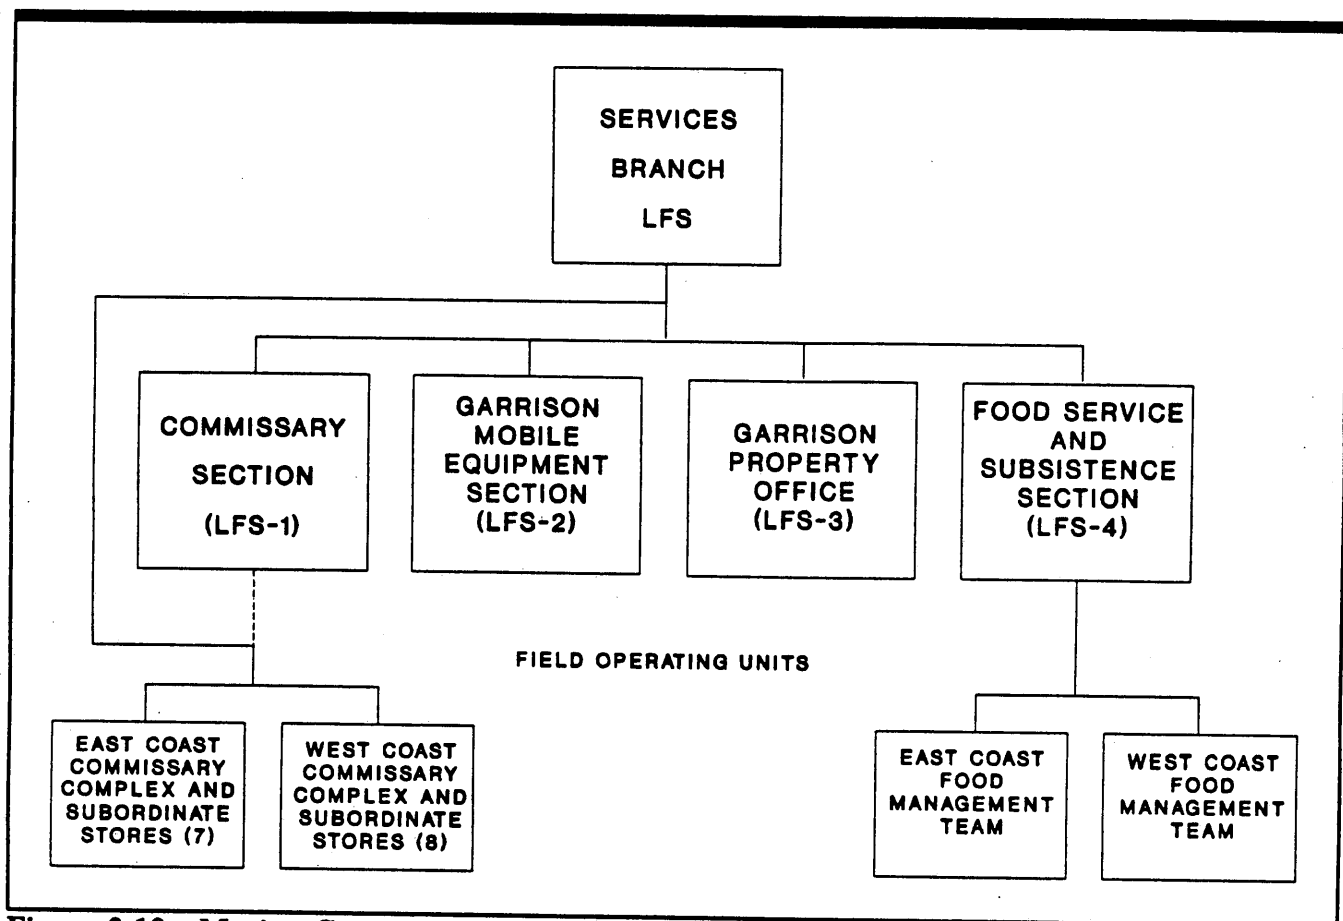 SERVICES
BRANCH
LFS
COMMISSARY
SECTION
(LFS-1)
GARRISON
MOBILE
EQUIPMENT
SECTION
(LFS-2)
GARRISON
PROPERTY
OFFICE
(LFS-3)
FOOD SERVICE
AND
SUBSISTENCE
SECTION
(LFS-4)
FIELD OPERATING UNITS
EAST COAST
COMMISSARY
COMPLEX AND
SUBORDINATE
STORES (7)
WEST COAST
COMMISSARY
COMPLEX AND
SUBORDINATE
STORES (8)
EAST COAST
FOOD
MANAGEMENT
TEAM
WEST COAST
FOOD
MANAGEMENT
TEAM